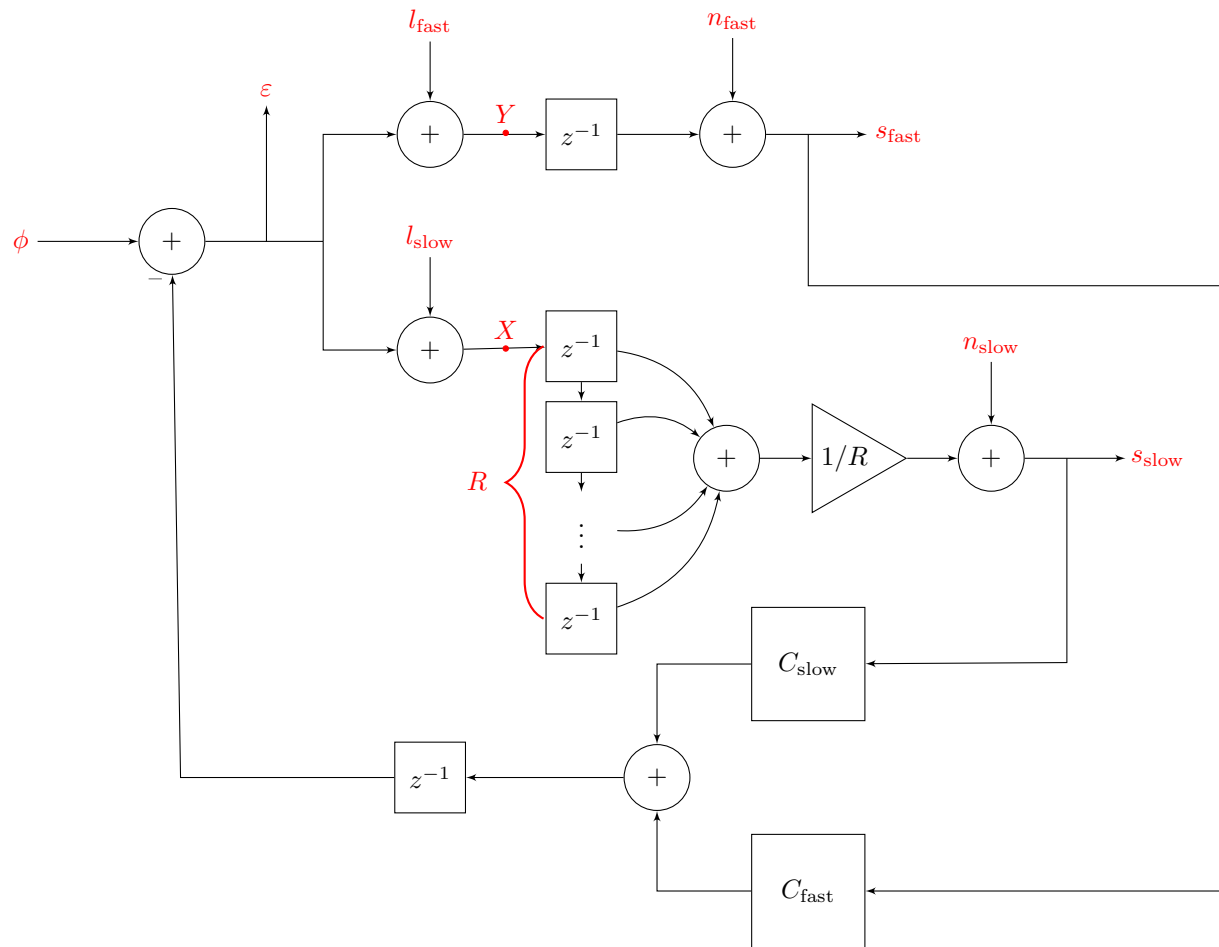 l_fast
n_fast
ε
Y
+
z^{-1}
+
s_fast
ϕ
+
−
l_slow
+
X
z^{-1}
n_slow
z^{-1}
+
1/R
+
s_slow
R
⋮
z^{-1}
C_slow
z^{-1}
+
C_fast